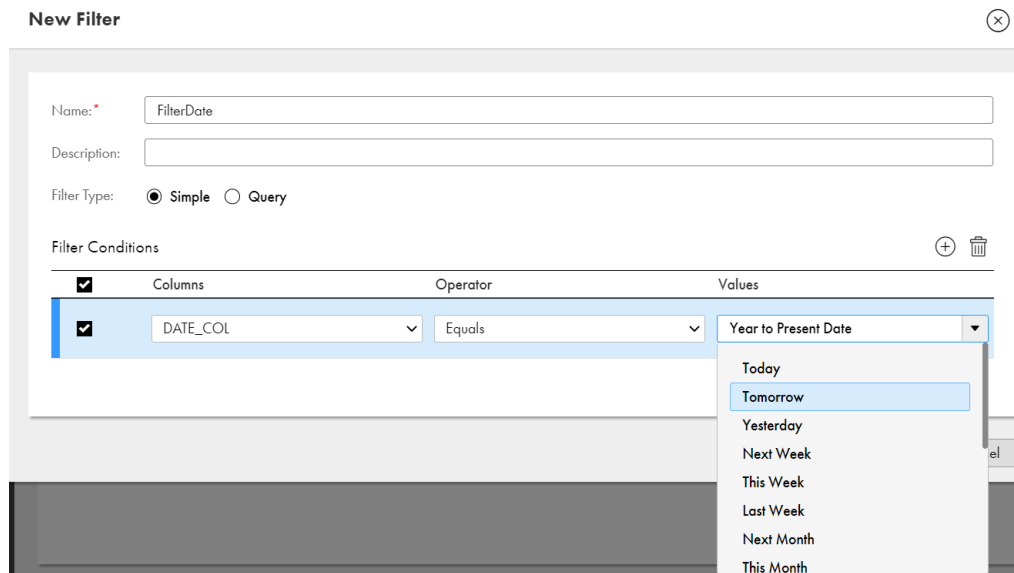 New Filter
Name:*
FilterDate
Description:
Filter Type:
Simple
Query
Filter Conditions
Columns
Operator
Values
DATE_COL
Equals
Year to Present Date
Today
Tomorrow
Yesterday
Next Week
el
This Week
Last Week
Next Month
This Month